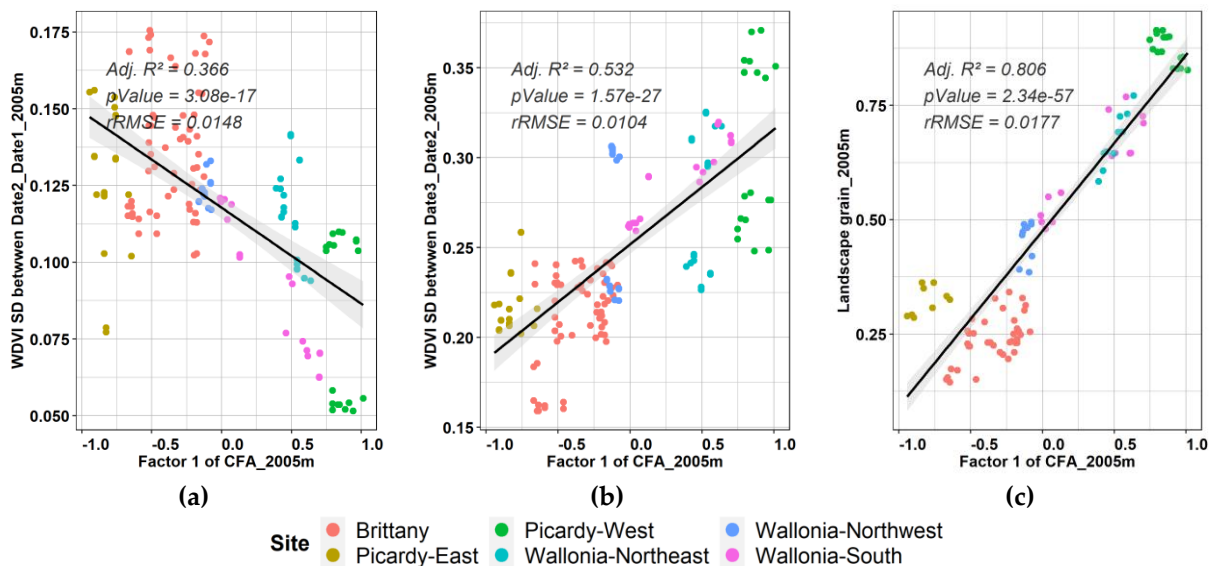 WDVI SD betwven Date2_Date1_2005m
0.175
0.150
0.125
0.100
0.075
0.050
Adj. R² = 0.366
pValue = 3.08e-17
rRMSE = 0.0148
-1.0 -0.5 0.0 0.5 1.0
Factor 1 of CFA_2005m
(a)
WDVI SD betwven Date3_Date2_2005m
0.35
0.30
0.25
0.20
0.15
Adj. R² = 0.532
pValue = 1.57e-27
rRMSE = 0.0104
-1.0 -0.5 0.0 0.5 1.0
Factor 1 of CFA_2005m
(b)
Landscape grain_2005m
0.75
0.50
0.25
Adj. R² = 0.806
pValue = 2.34e-57
rRMSE = 0.0177
-1.0 -0.5 0.0 0.5 1.0
Factor 1 of CFA_2005m
(c)
Site
Brittany Picardy-West Wallonia-Northwest
Picardy-East Wallonia-Northeast Wallonia-South